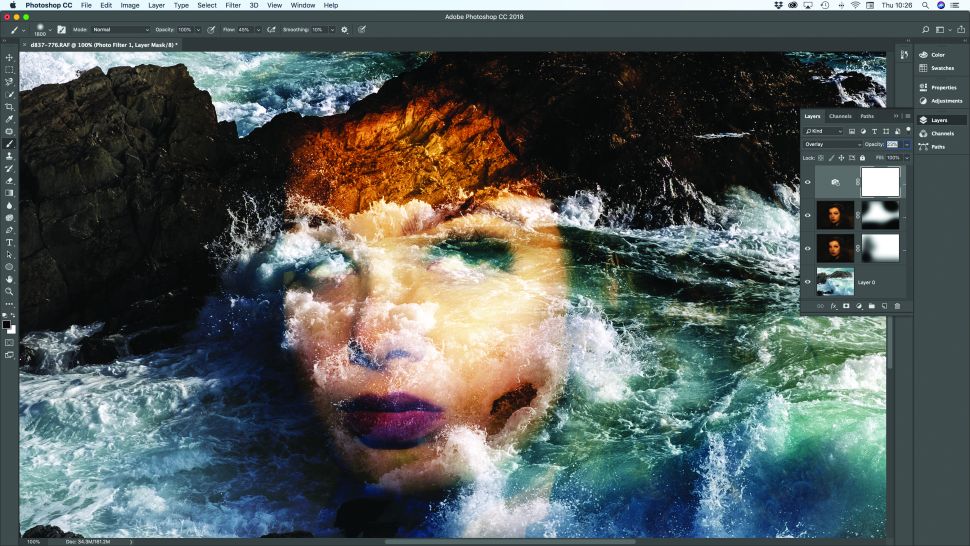 Photoshop CC File Edit Image Layer Type Select Filter 3D View Window Help Thu 10:26
Adobe Photoshop CC 2018
1800 Mode: Normal Opacity: 100% Flow: 45% Smoothing: 10%
d837-776.RAF @ 100% (Photo Filter 1, Layer Mask/8) *
Color
Swatches
Properties
Adjustments
Layers
Channels
Paths
Layers Channels Paths
Kind
Overlay Opacity:
Lock: Fill: 100%
Layer 0
fx
100% Doc: 34.9M/161.2M